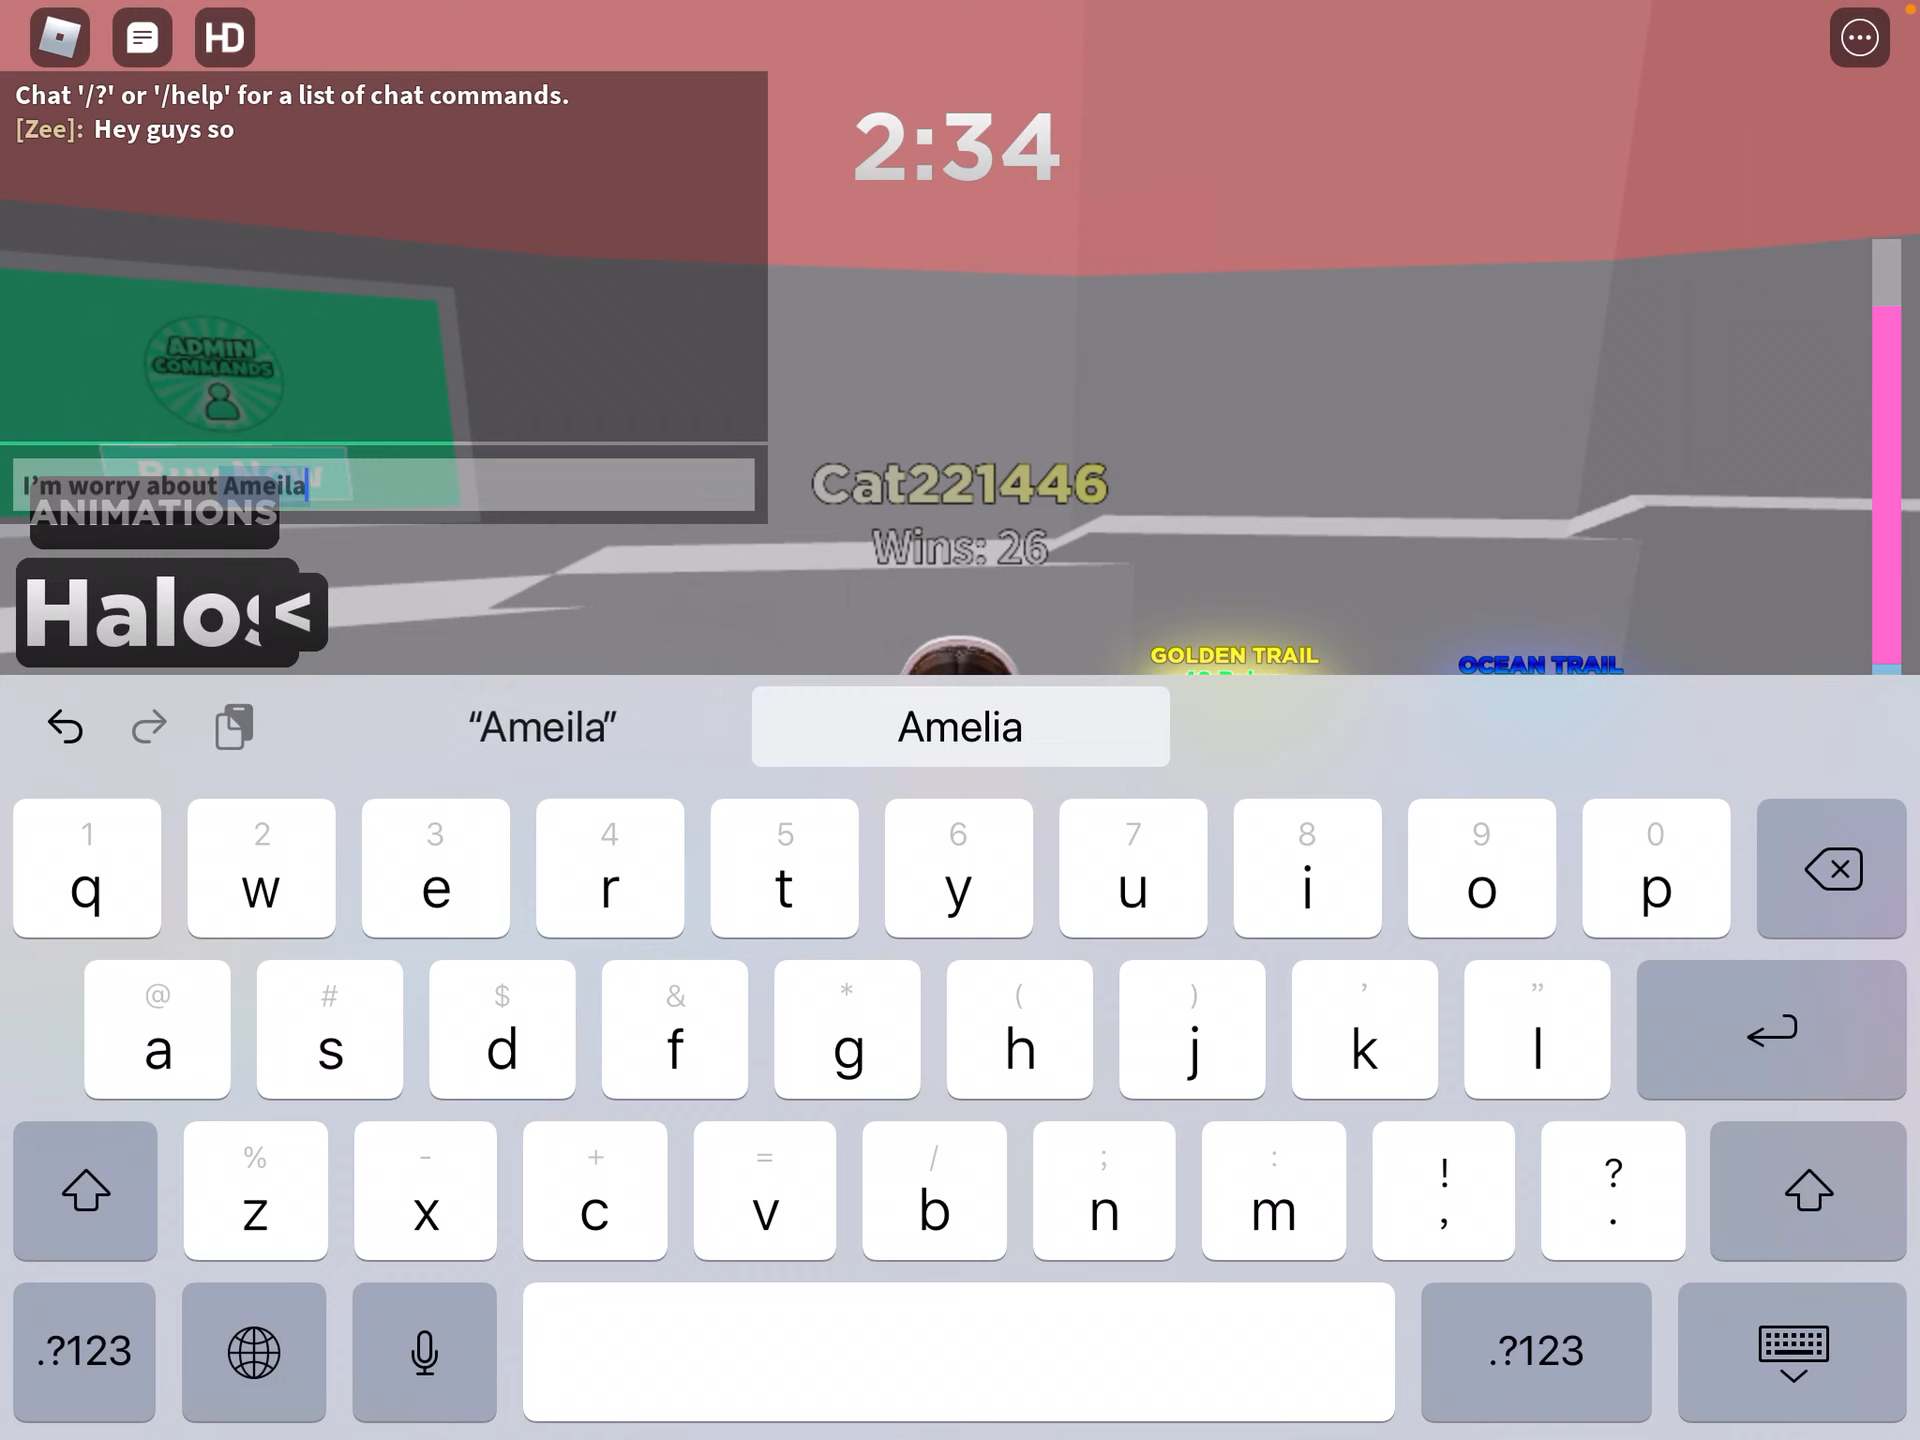 HD
Chat '/?' or '/help' for a list of chat commands.
[Zee]: Hey guys so
2:34
ADMIN
COMMANDS
Buy Now
I'm worry about Ameila
ANIMATIONS
Cat221446
Wins: 26
Halos
<
GOLDEN TRAIL
OCEAN TRAIL
“Ameila”
Amelia
1 2 3 4 5 6 7 8 9 0
q w e r t y u i o p
@ # $ & * ( ) ’ ”
a s d f g h j k l
% - + = / ; : ! ?
z x c v b n m , .
.?123 .?123